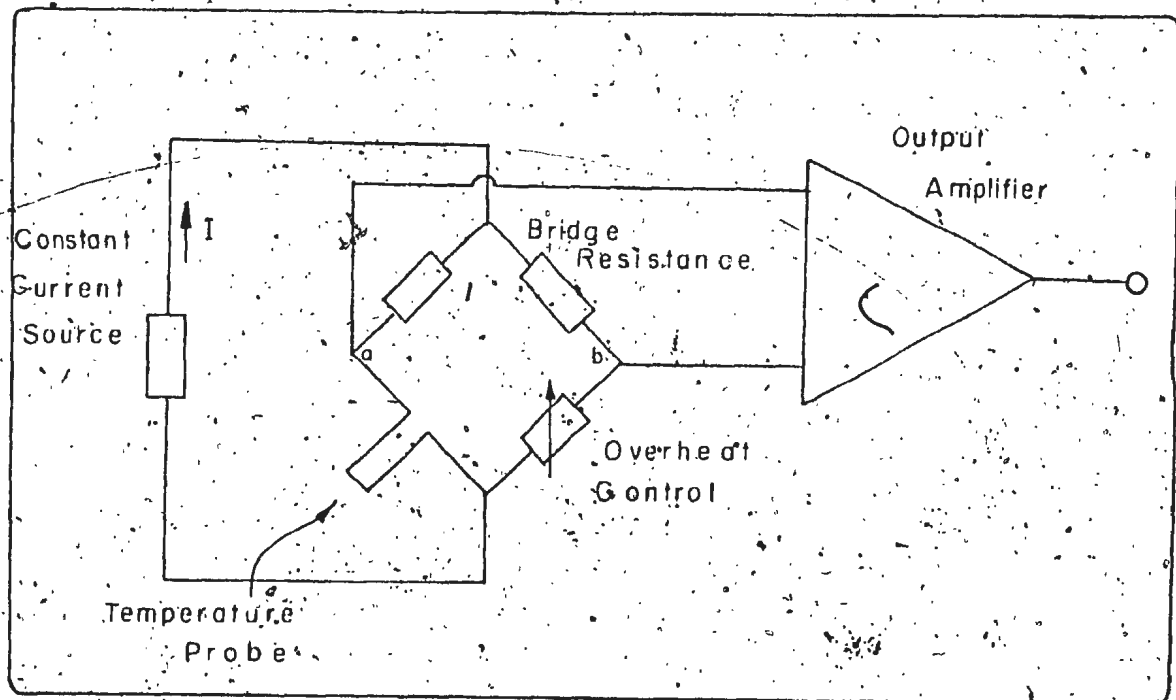 Output
Amplifier
Constant
Current
Source
I
Bridge
Resistance
a
b
Overheat
Control
Temperature
Probe